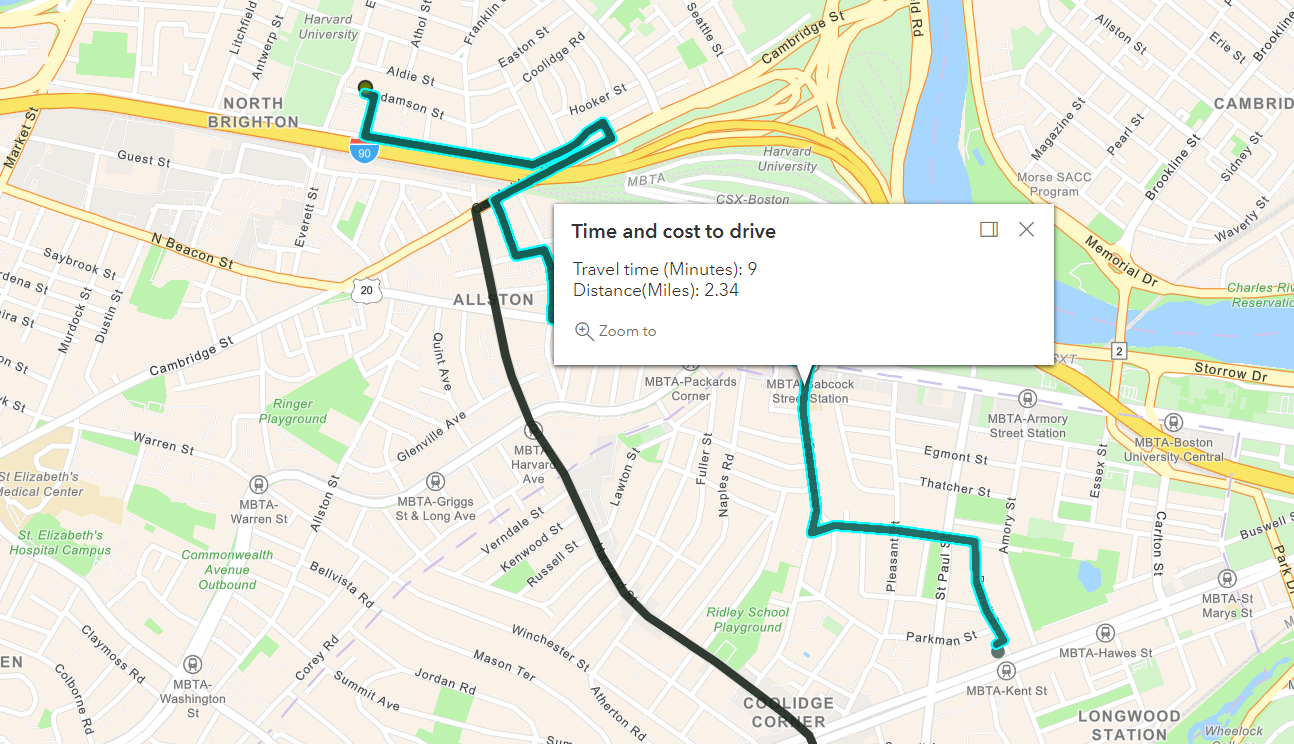 Harvard
University
Litchfield
Antwerp St
Athol St
Franklin
Easton St
Coolidge Rd
Seattle St
Cambridge St
ld Rd
Allston St
Erie St
Brookline
Aldie St
damson St
Hooker St
NORTH
BRIGHTON
CAMBRID
Market St
Guest St
90
Magazine St
Pearl St
Brookline St
Sidney St
Harvard
University
MBTA
CSX-Boston
Morse SACC
Program
Waverly St
Everett St
N Beacon St
Time and cost to drive
Travel time (Minutes): 9
Distance(Miles): 2.34
Zoom to
Memorial Dr
Saybrook St
ardena St
Murdock St
Dustin St
20
ALLSTON
Charles Riv
Reservation
Cambridge St
Quint Ave
2
SXT
Storrow Dr
MBTA-Packards
Corner
MBTA-Babcock
Street Station
MBTA-Armory
Street Station
Ringer
Playground
Glenville Ave
MBTA-Boston
University Central
Warren St
MBTA-
Harvard
Ave
Lawton St
Fuller St
Naples Rd
Egmont St
Thatcher St
Essex St
St Elizabeth's
Medical Center
MBTA-
Warren St
Allston St
MBTA-Griggs
St & Long Ave
Amory St
Carlton St
Buswell S
St. Elizabeth's
Hospital Campus
Verndale St
Kenwood St
Russell St
Pleasant St
St Paul S
Park Dr
Commonwealth
Avenue
Outbound
Bellvista Rd
MBTA-St
Marys St
Ridley School
Playground
Winchester St
Parkman St
MBTA-Hawes St
EN
Claymoss Rd
Corey Rd
Mason Ter
MBTA-Kent St
Colborne Rd
MBTA-
Washington
St
Summit Ave
Jordan Rd
Atherton Rd
COOLIDGE
CORNER
LONGWOOD
STATION
Wheelock